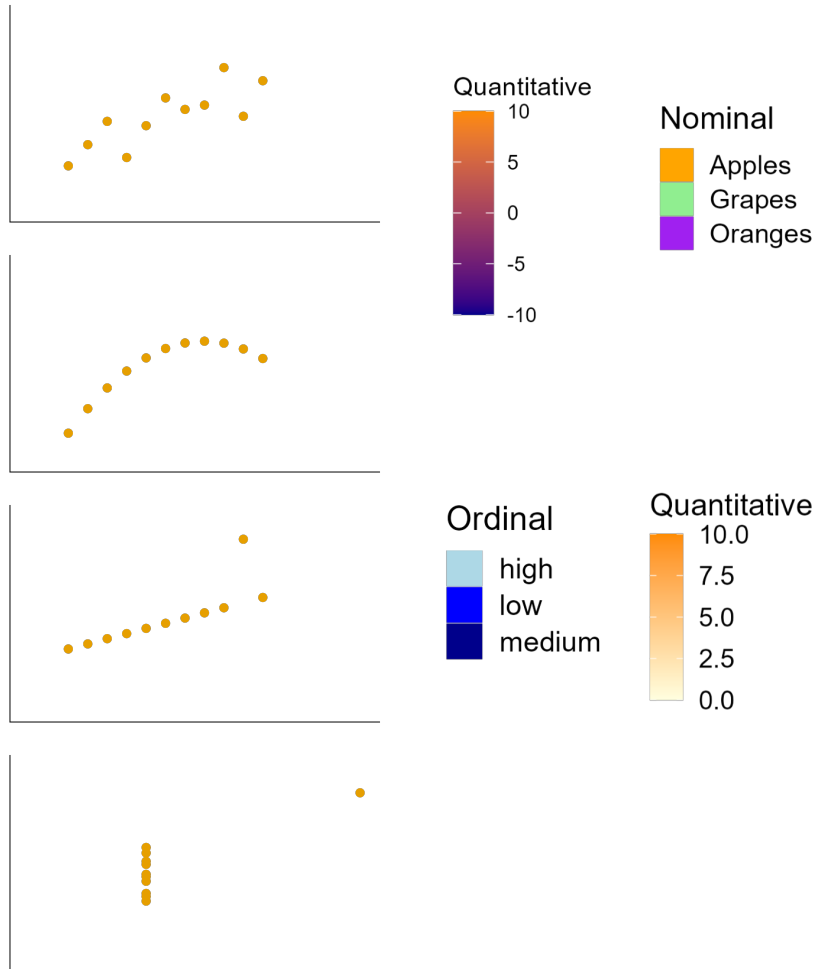 Quantitative
10
5
0
-5
-10
Nominal
Apples
Grapes
Oranges
Ordinal
high
low
medium
Quantitative
10.0
7.5
5.0
2.5
0.0